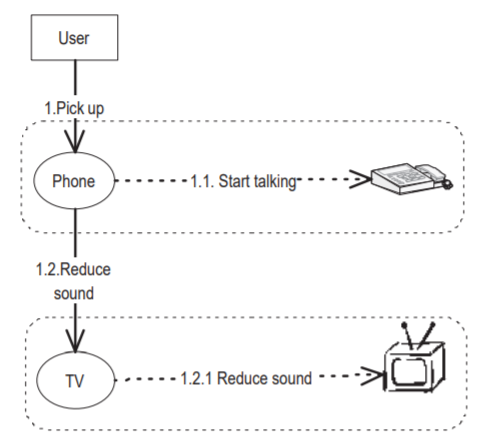 User
1.Pick up
Phone
1.1. Start talking
1.2.Reduce
sound
TV
1.2.1 Reduce sound